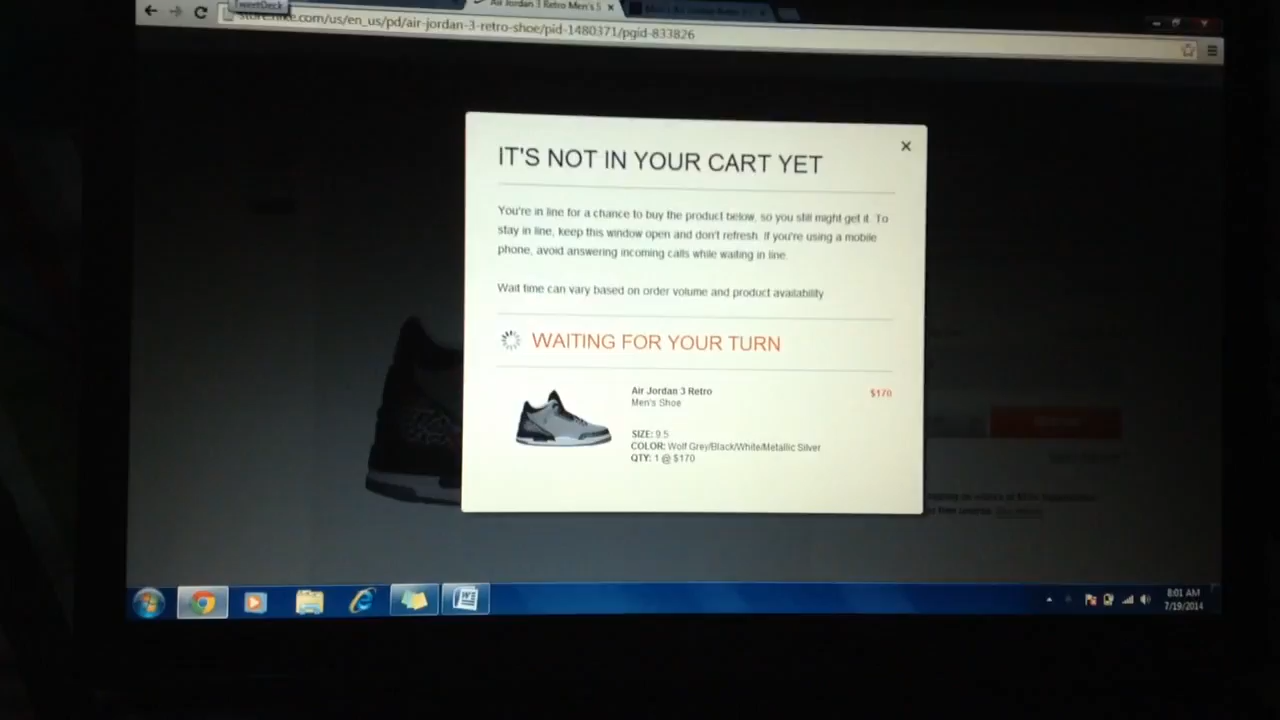 TweetDeck
Air Jordan 3 Retro Men's S
store.nike.com/us/en_us/pd/air-jordan-3-retro-shoe/pid-1480371/pgid-833826
IT'S NOT IN YOUR CART YET
You're in line for a chance to buy the product below, so you still might get it. To
stay in line, keep this window open and don't refresh. If you're using a mobile
phone, avoid answering incoming calls while waiting in line.
Wait time can vary based on order volume and product availability
WAITING FOR YOUR TURN
Air Jordan 3 Retro
$170
Men's Shoe
SIZE: 9.5
COLOR: Wolf Grey/Black/White/Metallic Silver
QTY: 1 @ $170
8:01 AM
7/19/2014